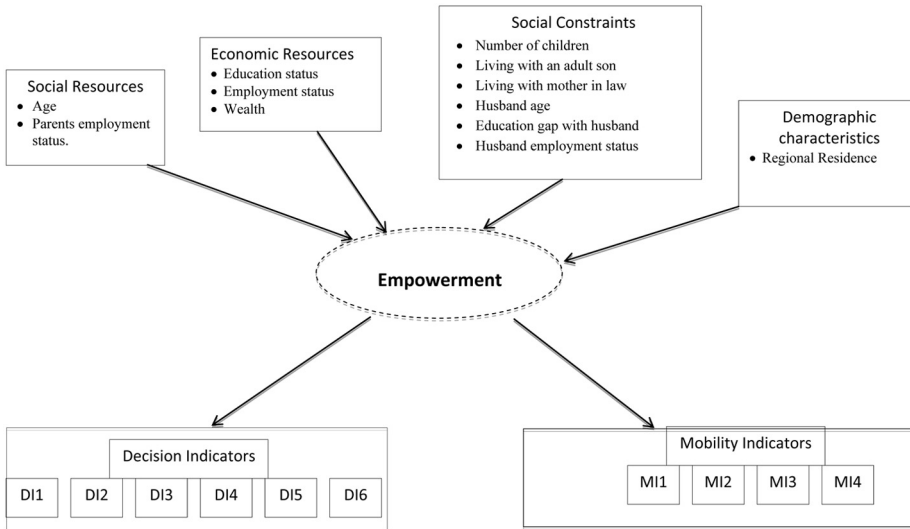 Social Resources
• Age
• Parents employment
status.
Economic Resources
• Education status
• Employment status
• Wealth
Social Constraints
• Number of children
• Living with an adult son
• Living with mother in law
• Husband age
• Education gap with husband
• Husband employment status
Demographic
characteristics
• Regional Residence
Empowerment
Decision Indicators
DI1 DI2 DI3 DI4 DI5 DI6
Mobility Indicators
MI1 MI2 MI3 MI4